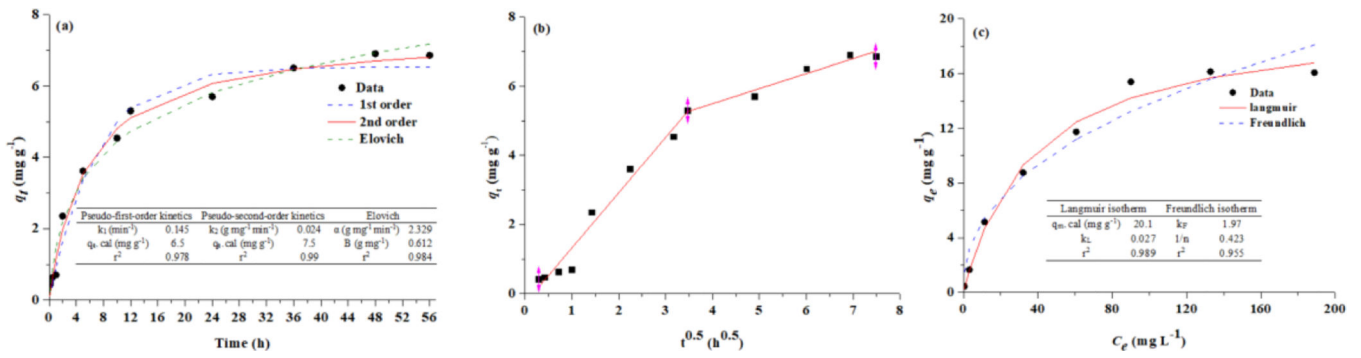 (a)
8
6
4
2
0
q_t (mg g⁻¹)
Data
1st order
2nd order
Elovich
Pseudo-first-order kinetics Pseudo-second-order kinetics Elovich
k₁ (min⁻¹) 0.145 k₂ (g mg⁻¹ min⁻¹) 0.024 α (g mg⁻¹ min⁻¹) 2.329
cal (mg g⁻¹) 6.5 cal (mg g⁻¹) 7.5 B (g mg⁻¹) 0.612
r² 0.978 r² 0.99 r² 0.984
0 4 8 12 16 20 24 28 32 36 40 44 48 52 56
Time (h)
(b)
8
6
4
2
0
q_t (mg g⁻¹)
0 1 2 3 4 5 6 7 8
t^0.5 (h^0.5)
(c)
20
16
12
8
4
0
q_e (mg g⁻¹)
Data
langmuir
Freundlich
Langmuir isotherm Freundlich isotherm
q_m, cal (mg g⁻¹) 20.1 k_F 1.97
k_L 0.027 1/n 0.423
r² 0.989 r² 0.955
0 40 80 120 160 200
C_e (mg L⁻¹)